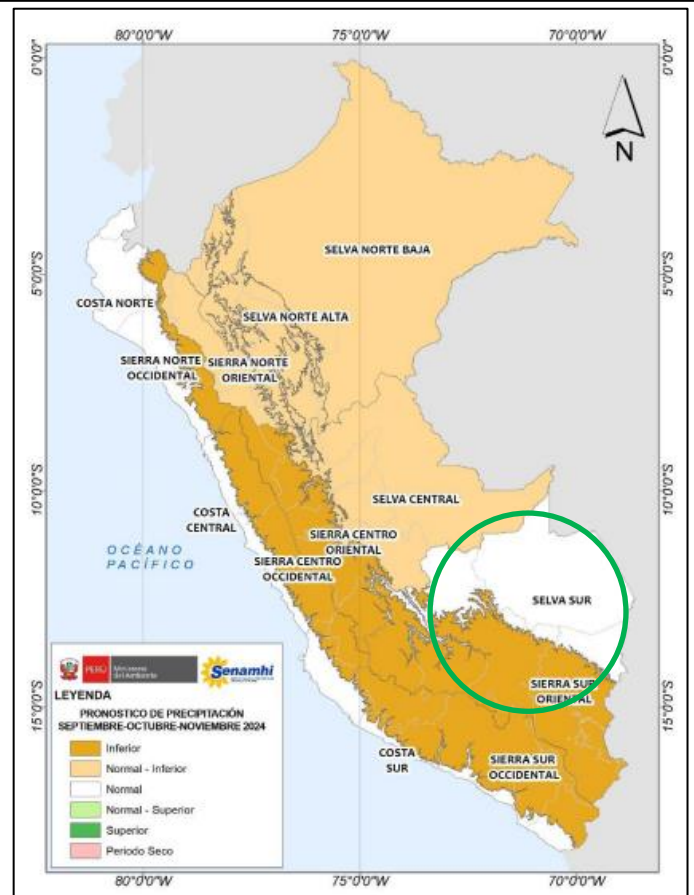 80°0'0"W 75°0'0"W 70°0'0"W
0°0'0"
0°0'0"
N
SELVA NORTE BAJA
5°0'0"S
5°0'0"S
COSTA NORTE
SELVA NORTE ALTA
SIERRA NORTE
OCCIDENTAL
SIERRA NORTE
ORIENTAL
10°0'0"S
10°0'0"S
SELVA CENTRAL
COSTA
CENTRAL
SIERRA CENTRO
ORIENTAL
OCÉANO
PACÍFICO
SIERRA CENTRO
OCCIDENTAL
SELVA SUR
PERÚ
Ministerio
del Ambiente
Senamhi
LEYENDA
PRONOSTICO DE PRECIPITACIÓN
SEPTIEMBRE-OCTUBRE-NOVIEMBRE 2024
Inferior
Normal - Inferior
Normal
Normal - Superior
Superior
Periodo Seco
15°0'0"S
15°0'0"S
SIERRA SUR
ORIENTAL
COSTA
SUR
SIERRA SUR
OCCIDENTAL
80°0'0"W 75°0'0"W 70°0'0"W